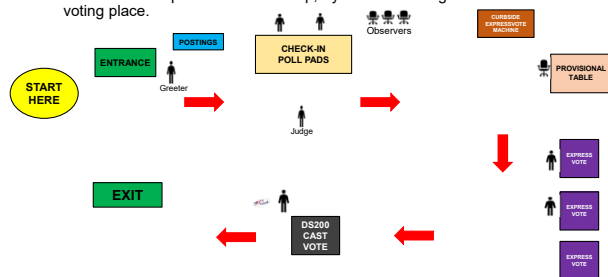 voting place.
Observers
CURBSIDE
EXPRESSVOTE
MACHINE
POSTINGS
CHECK-IN
POLL PADS
ENTRANCE
PROVISIONAL
TABLE
Greeter
START
HERE
Judge
EXPRESS
VOTE
EXIT
EXPRESS
VOTE
DS200
CAST
VOTE
EXPRESS
VOTE